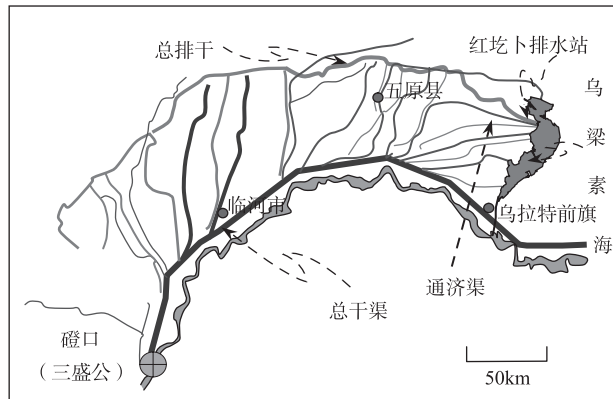 总排干
红圪卜排水站
乌
梁
素
海
五原县
临河市
乌拉特前旗
通济渠
总干渠
磴口
（三盛公）
50km